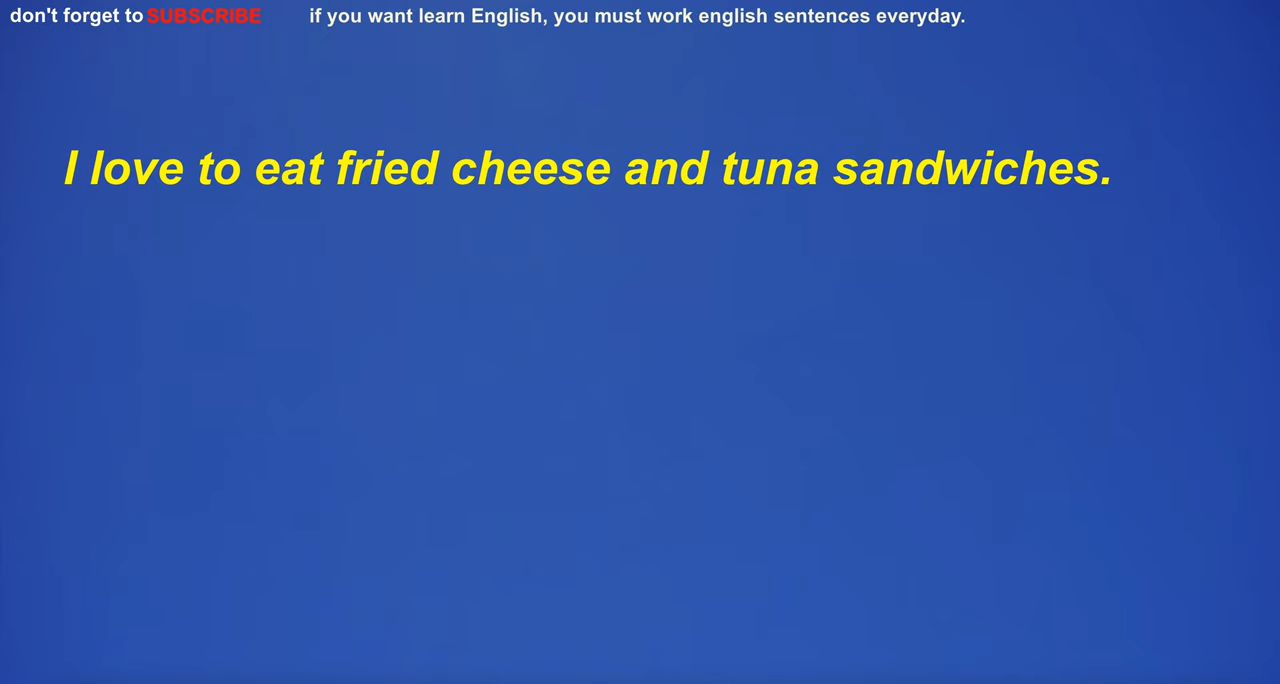 don't forget to SUBSCRIBE if you want learn English, you must work english sentences everyday.
I love to eat fried cheese and tuna sandwiches.